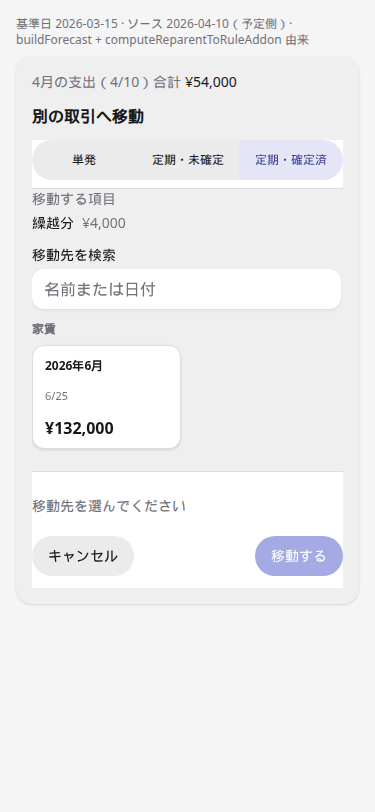 基準日 2026-03-15 · ソース 2026-04-10（予定側）·
buildForecast + computeReparentToRuleAddon 由来
4月の支出（4/10）合計 ¥54,000
別の取引へ移動
単発
定期・未確定
定期・確定済
移動する項目
繰越分 ¥4,000
移動先を検索
名前または日付
家賃
2026年6月
6/25
¥132,000
移動先を選んでください
キャンセル
移動する